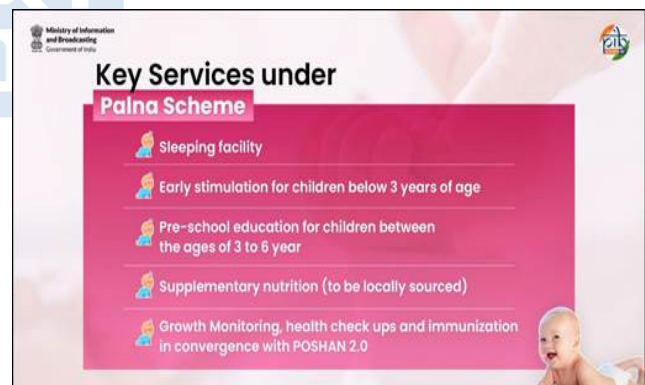 Ministry of Information
and Broadcasting
Government of India
pib
Key Services under
Palna Scheme
Sleeping facility
Early stimulation for children below 3 years of age
Pre-school education for children between
the ages of 3 to 6 year
Supplementary nutrition (to be locally sourced)
Growth Monitoring, health check ups and immunization
in convergence with POSHAN 2.0